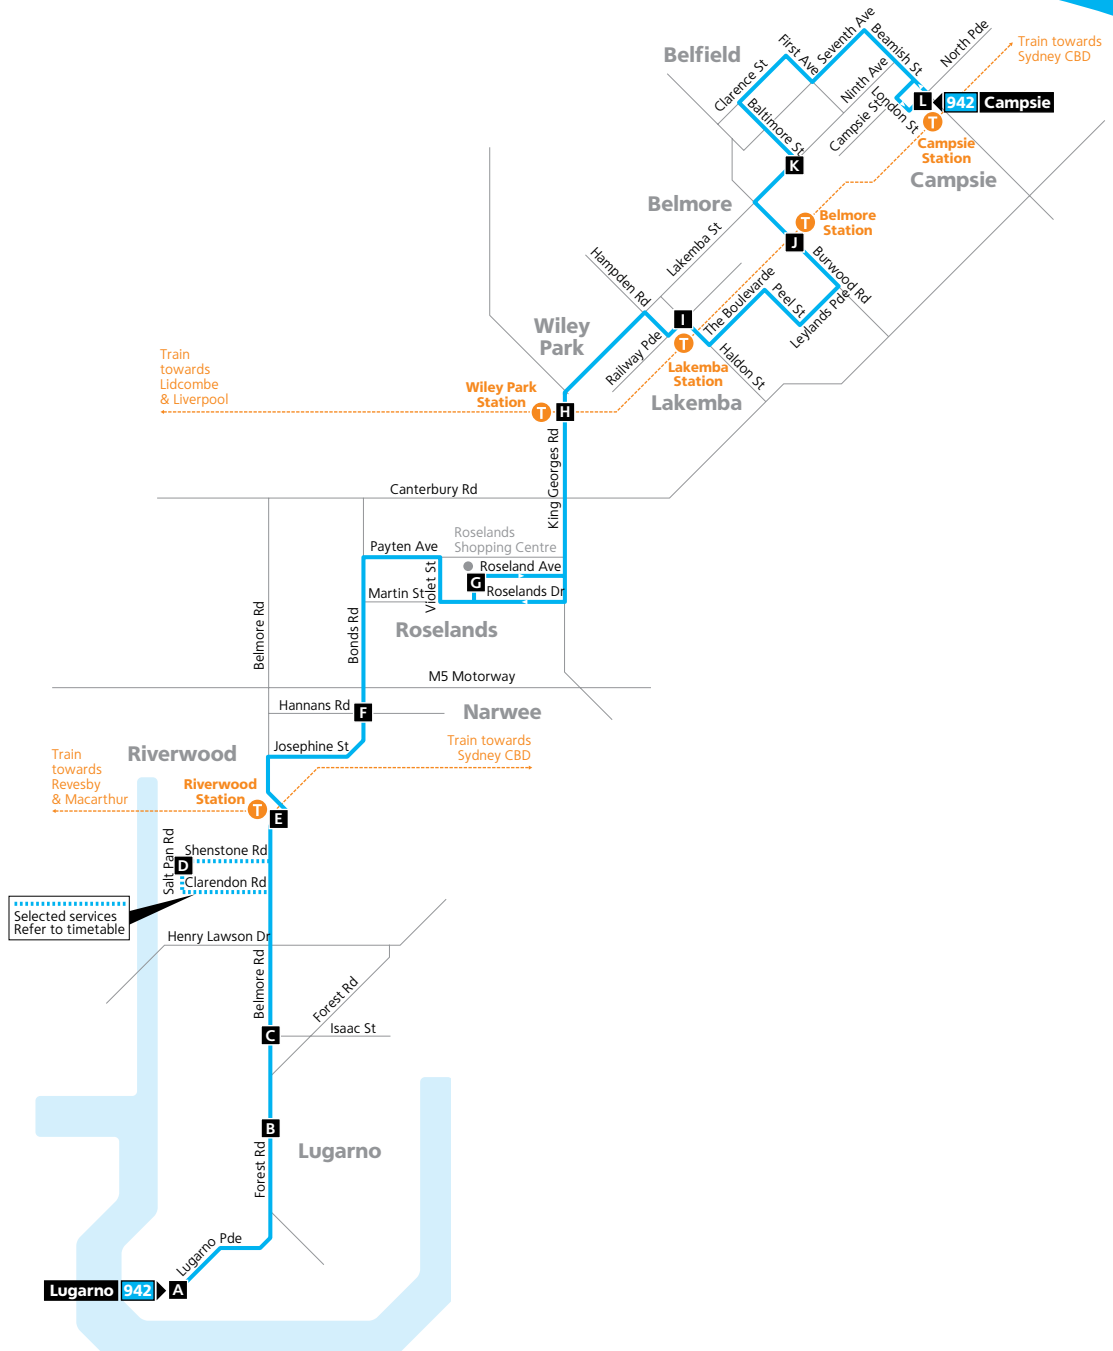 Belfield
First Ave
Seventh Ave
Beamish St
North Pde
Train towards
Sydney CBD
Clarence St
Ninth Ave
Baltimore St
Campsie St
London St
L
942
Campsie
T
Campsie
Station
Campsie
K
Belmore
T
Belmore
Station
J
Lakemba St
Hampden Rd
Burwood Rd
The Boulevarde
Peel St
Leylands Pde
I
Wiley
Park
Railway Pde
T
Haldon St
Lakemba
Station
Lakemba
Train
towards
Lidcombe
& Liverpool
Wiley Park
Station
T
H
King Georges Rd
Canterbury Rd
Payten Ave
Roselands
Shopping Centre
Roseland Ave
G
Roselands Dr
Martin St
Violet St
Roselands
Belmore Rd
Bonds Rd
M5 Motorway
Hannans Rd
F
Narwee
Josephine St
Train towards
Sydney CBD
Riverwood
Train
towards
Revesby
& Macarthur
Riverwood
Station
T
E
Salt Pan Rd
Shenstone Rd
D
Clarendon Rd
Selected services
Refer to timetable
Henry Lawson Dr
Belmore Rd
Forest Rd
C
Isaac St
B
Lugarno
Forest Rd
Lugarno Pde
Lugarno
942
A